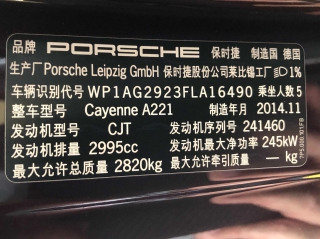 品牌 PORSCHE 保时捷 制造国 德国
生产厂 Porsche Leipzig GmbH 保时捷股份公司莱比锡工厂 1%
车辆识别代号 WP1AG2923FLA16490 乘坐人数 5
整车型号 Cayenne A221 制造年月 2014.11
发动机型号 CJT 发动机序列号 241460
发动机排量 2995cc 发动机最大净功率 245kW
最大允许总质量 2820kg 最大允许牵引质量 — kg